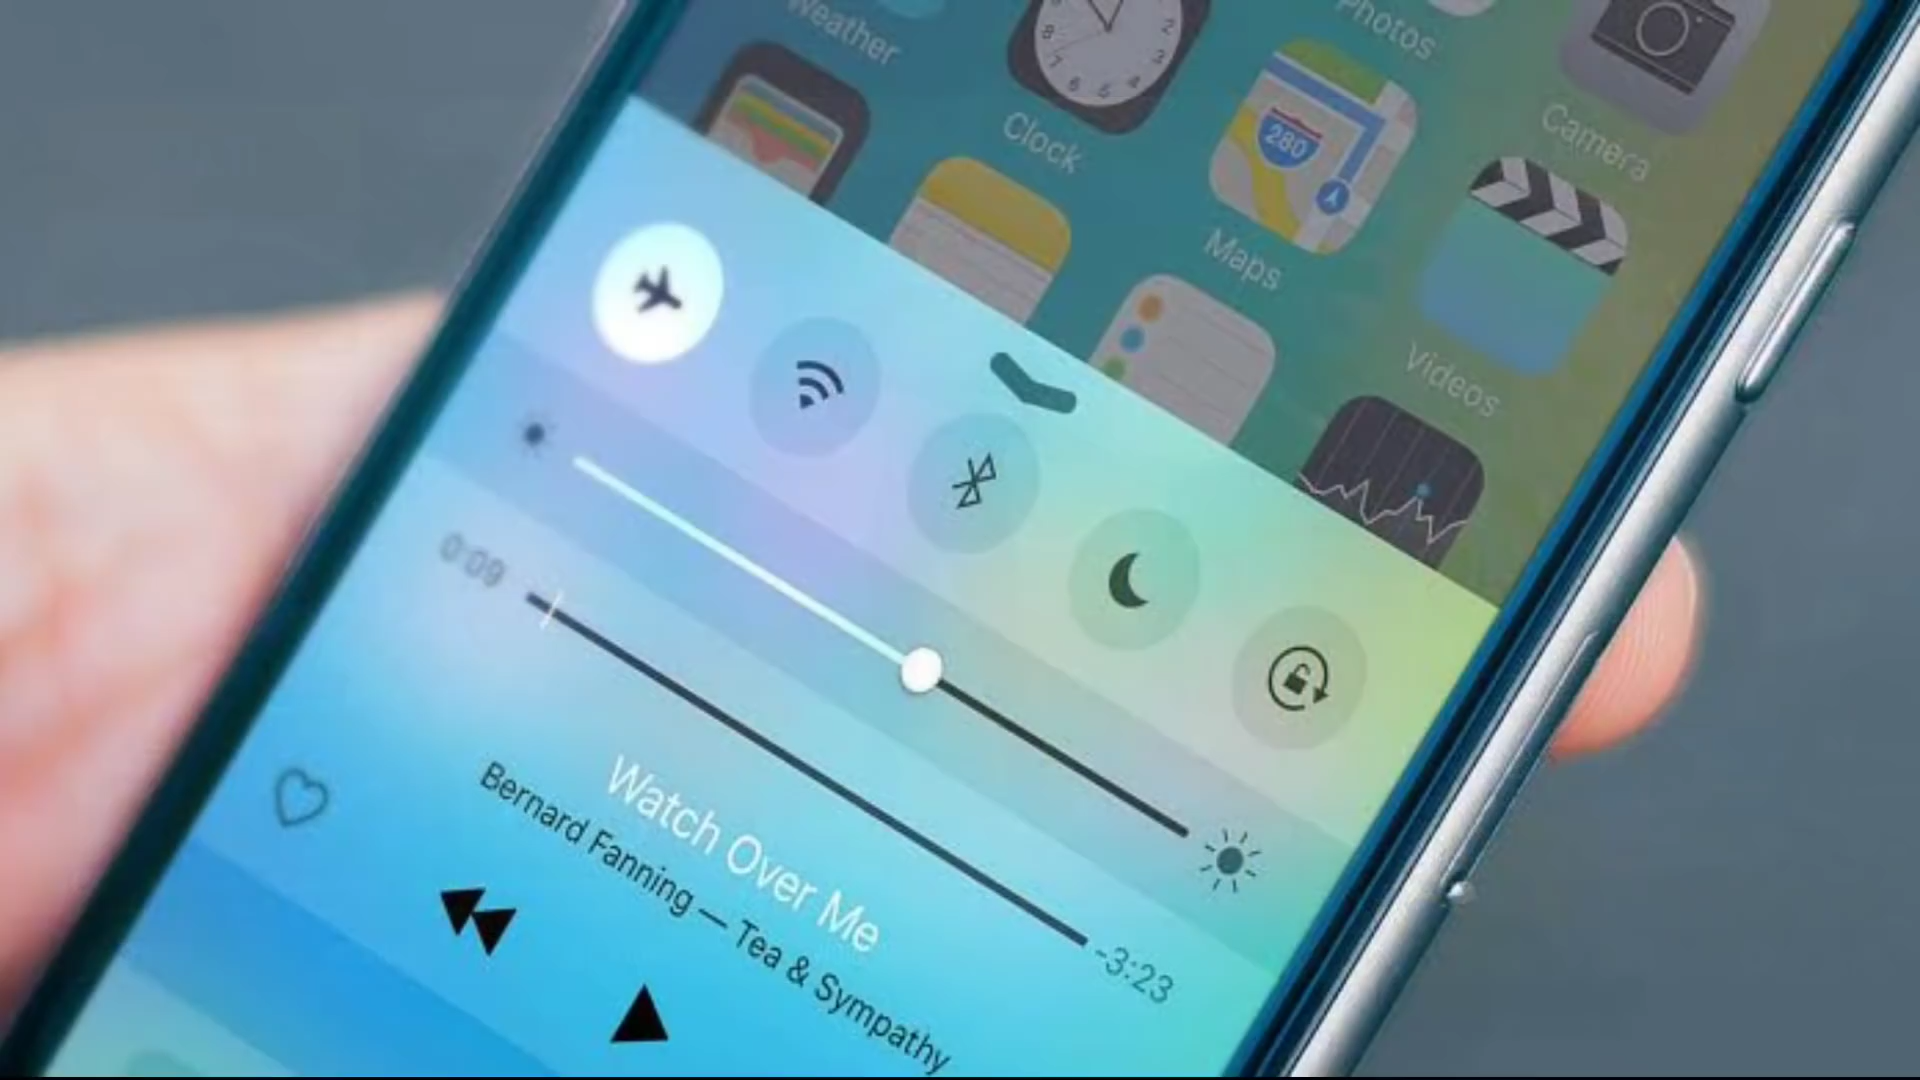 Weather
Clock
Photos
Camera
280
Maps
Videos
0:09
-3:23
Watch Over Me
Bernard Fanning — Tea & Sympathy